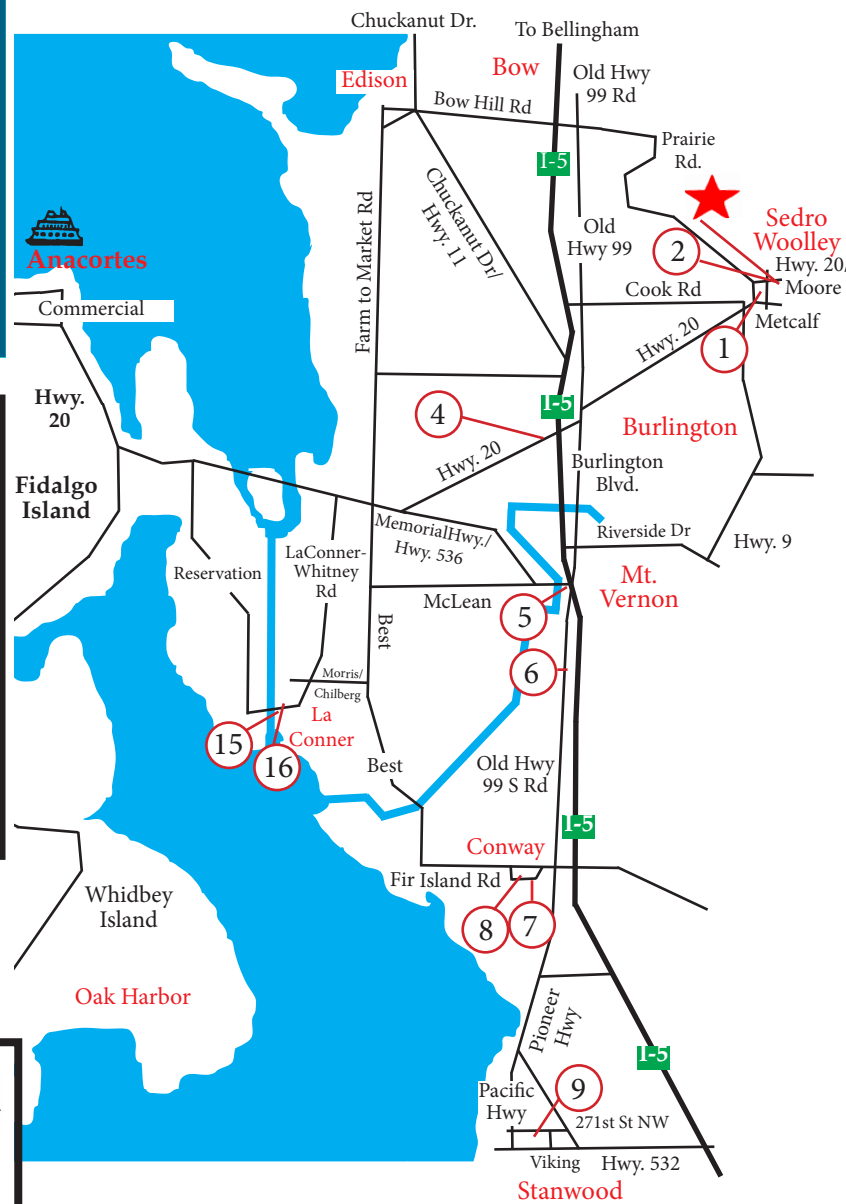 Chuckanut Dr.
To Bellingham
Edison
Bow
Old Hwy
99 Rd
Bow Hill Rd
Prairie
Rd.
I-5
Chuckanut Dr/
Hwy. 11
Farm to Market Rd
Old
Hwy 99
2
Sedro
Woolley
Hwy. 20/
Moore
Anacortes
Commercial
Cook Rd
Metcalf
Hwy. 20
1
Hwy.
20
4
I-5
Burlington
Hwy. 20
Burlington
Blvd.
Fidalgo
Island
MemorialHwy./
Hwy. 536
Riverside Dr
Hwy. 9
Reservation
LaConner-
Whitney
Rd
McLean
Mt.
Vernon
5
Best
6
Morris/
Chilberg
La
Conner
15
16
Best
Old Hwy
99 S Rd
I-5
Conway
Fir Island Rd
Whidbey
Island
8
7
Oak Harbor
Pioneer
Hwy
I-5
Pacific
Hwy
9
271st St NW
Viking
Hwy. 532
Stanwood